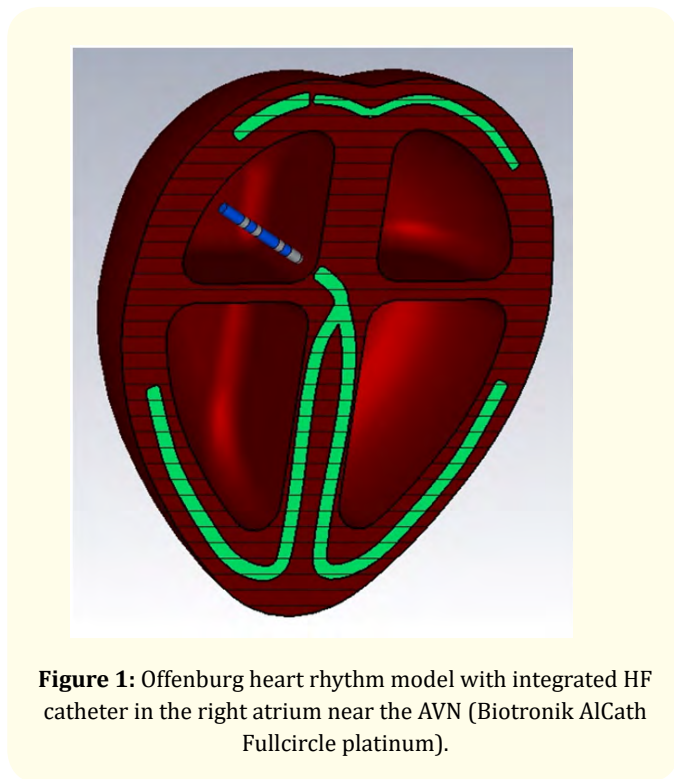 Figure 1: Offenburg heart rhythm model with integrated HF
catheter in the right atrium near the AVN (Biotronik AlCath
Fullcircle platinum).